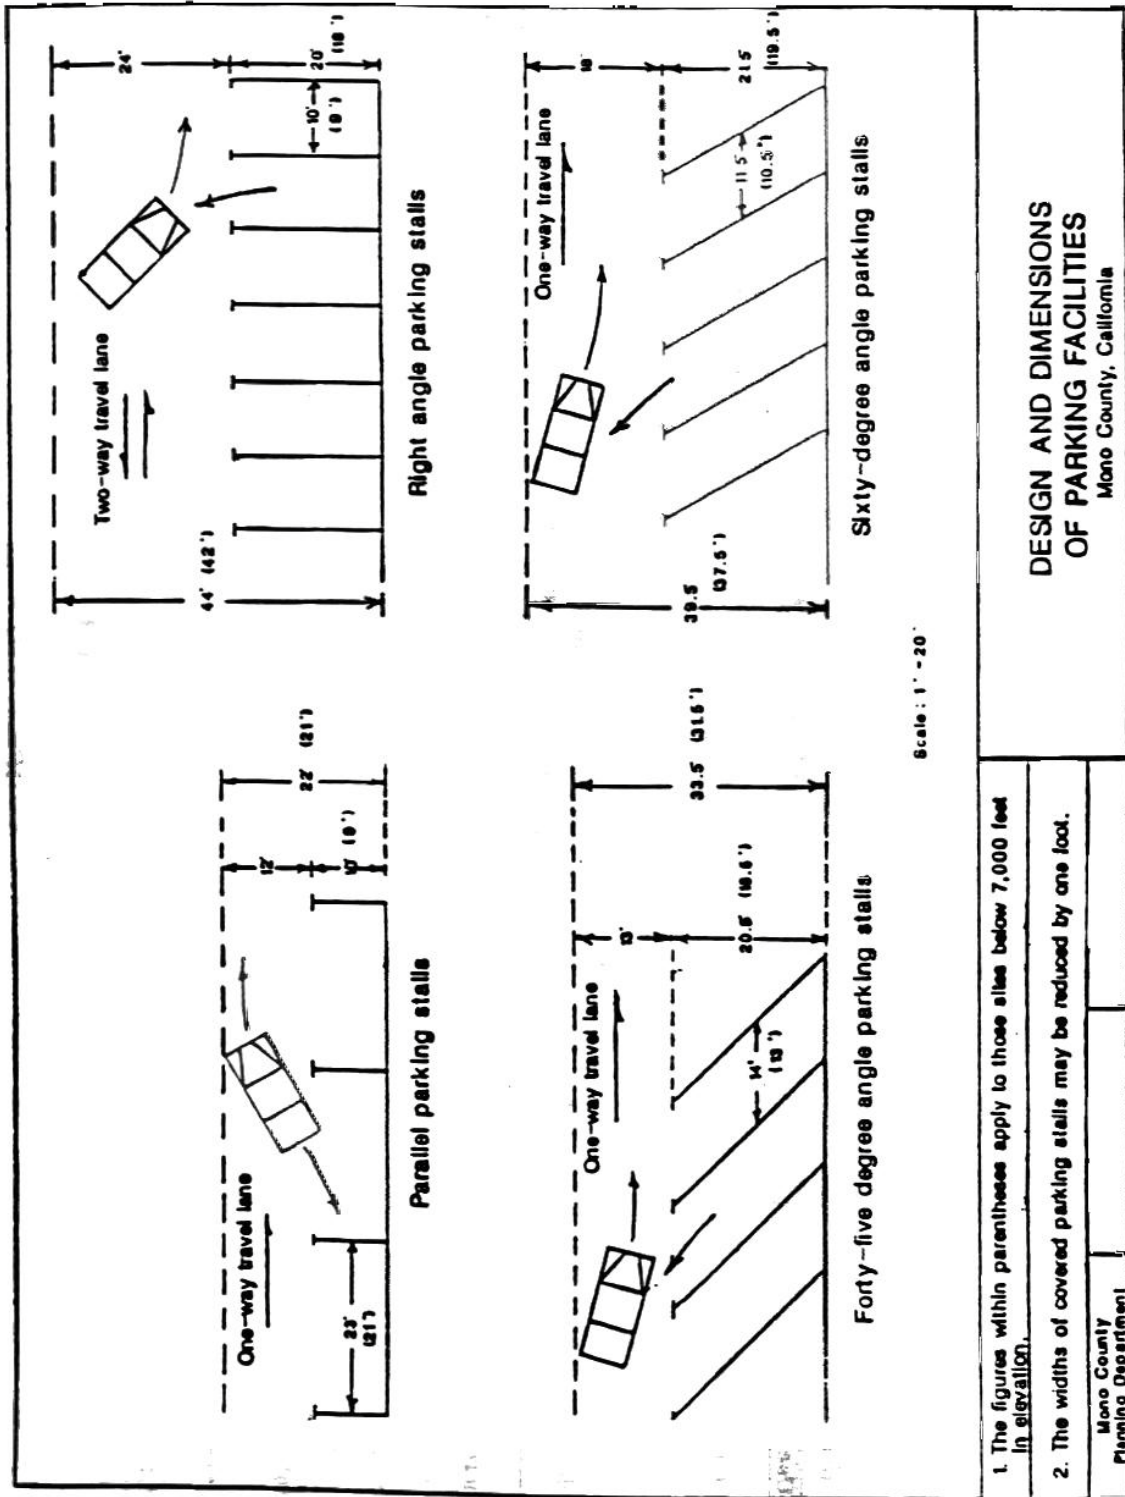 Two-way travel lane
24'
20'
(18')
10'
(9')
44' (42')
Right angle parking stalls
One-way travel lane
18'
21.5'
(19.5')
11.5'
(10.5')
39.5'
(37.5')
Sixty-degree angle parking stalls
One-way travel lane
12'
10'
(9')
22'
(21')
23'
(21')
Parallel parking stalls
One-way travel lane
13'
20.5' (18.5')
33.5' (31.5')
14'
(13')
Forty-five degree angle parking stalls
Scale: 1" - 20'
1. The figures within parentheses apply to those sites below 7,000 feet
in elevation.
2. The widths of covered parking stalls may be reduced by one foot.
Mono County
Planning Department
DESIGN AND DIMENSIONS
OF PARKING FACILITIES
Mono County, California